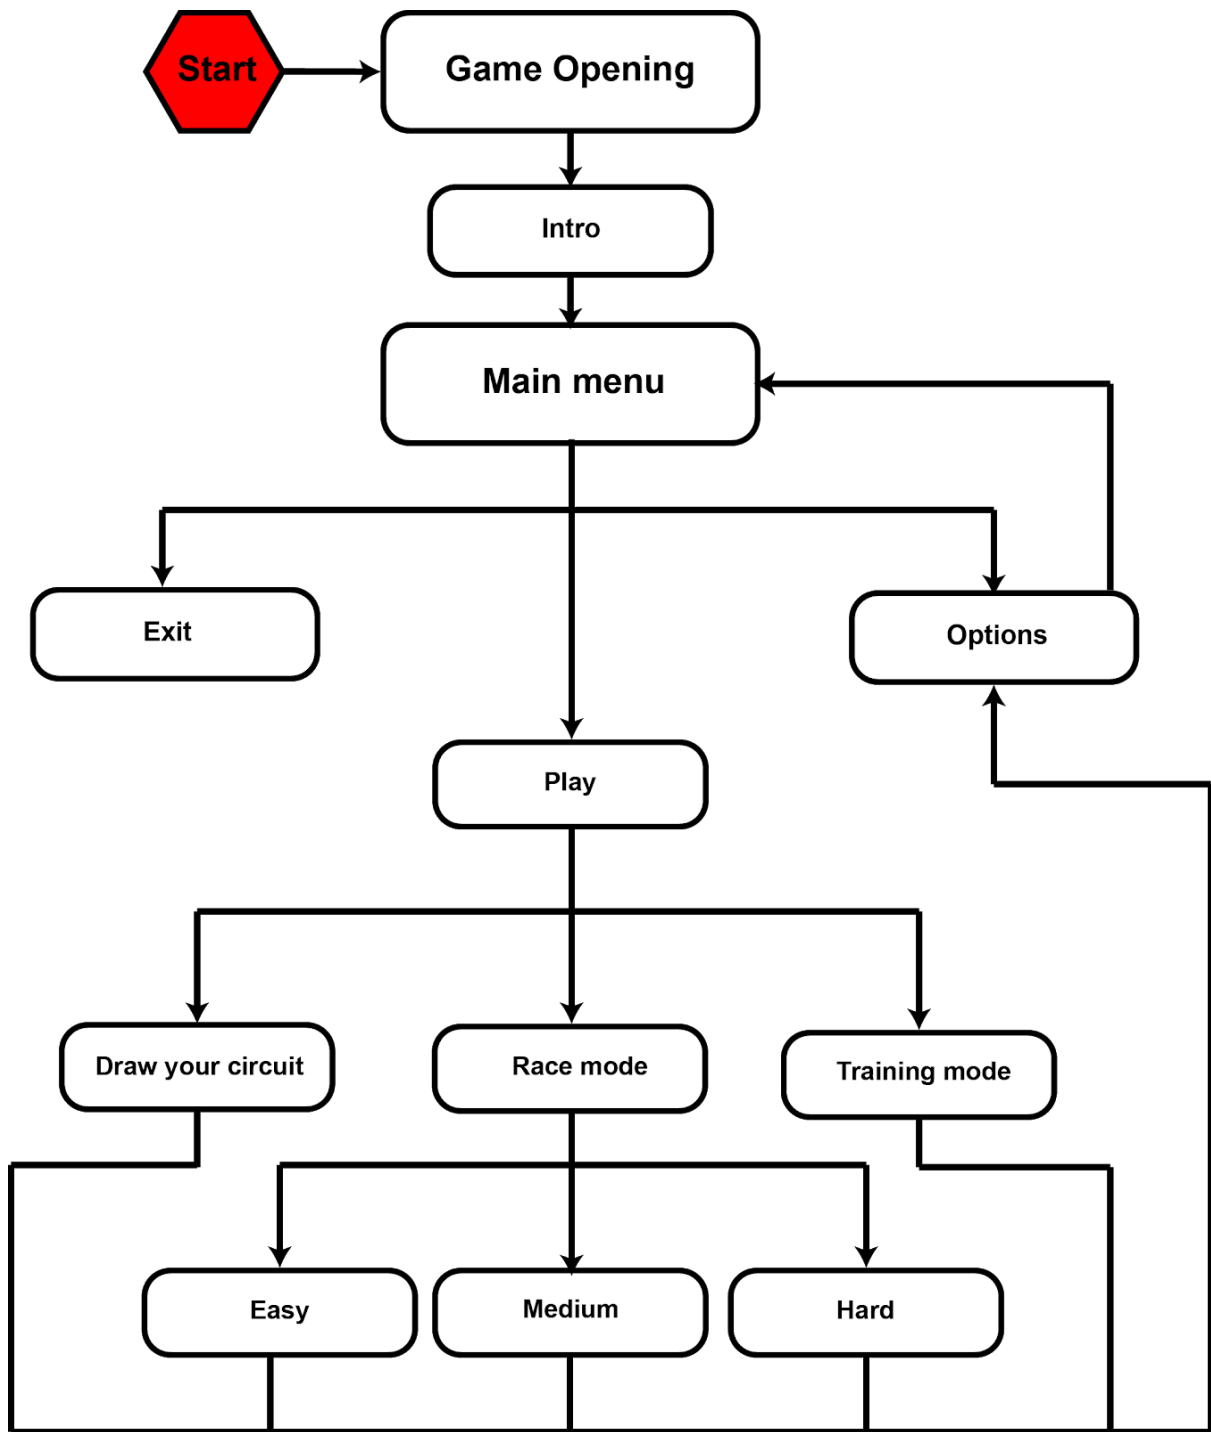 Start
Game Opening
Intro
Main menu
Exit
Options
Play
Draw your circuit
Race mode
Training mode
Easy
Medium
Hard